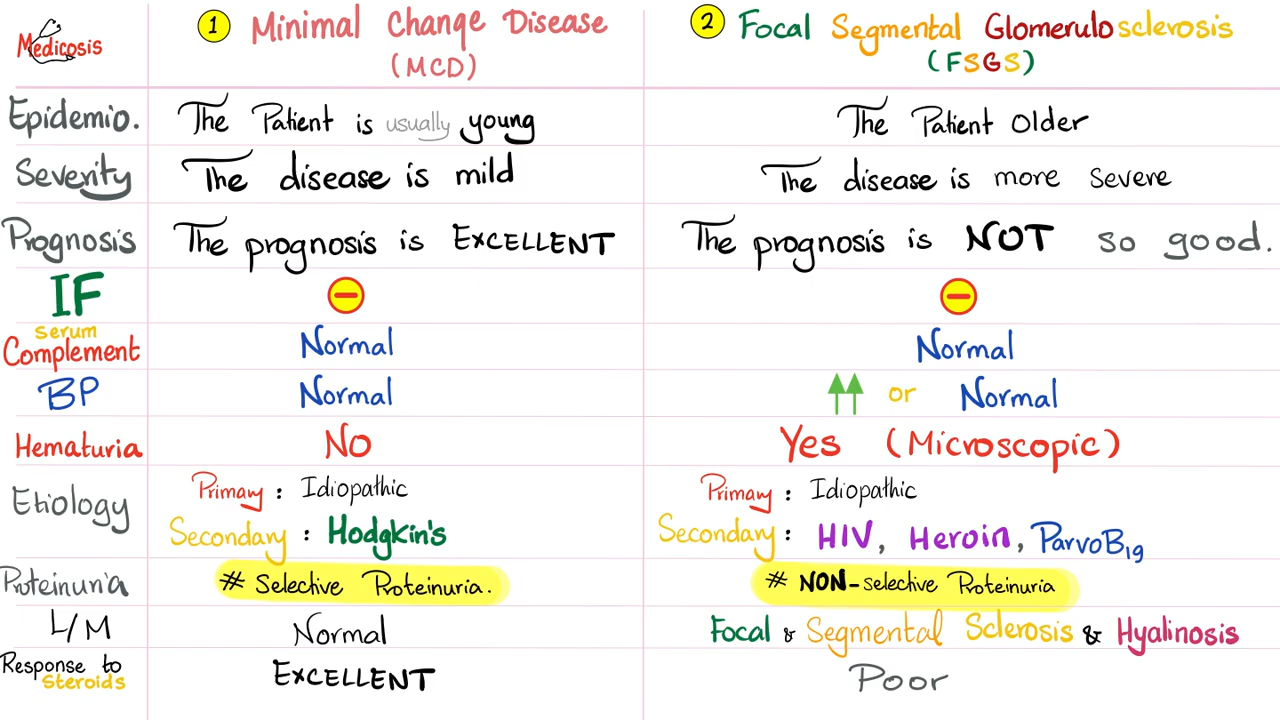 Medicosis
1 Minimal Change Disease
(MCD)
2 Focal Segmental Glomerulosclerosis
(FSGS)
Epidemio.
The Patient is usually young
The Patient Older
Severity
The disease is mild
The disease is more severe
Prognosis
The prognosis is EXCELLENT
The prognosis is NOT so good.
IF
−
−
serum
Complement
Normal
Normal
BP
Normal
↑↑ or Normal
Hematuria
NO
Yes (Microscopic)
Etiology
Primary : Idiopathic
Secondary : Hodgkin's
Primary : Idiopathic
Secondary : HIV, Heroin, ParvoB19
Proteinuria
# Selective Proteinuria.
# NON-selective Proteinuria
L/M
Normal
Focal & Segmental Sclerosis & Hyalinosis
Response to
steroids
EXCELLENT
Poor